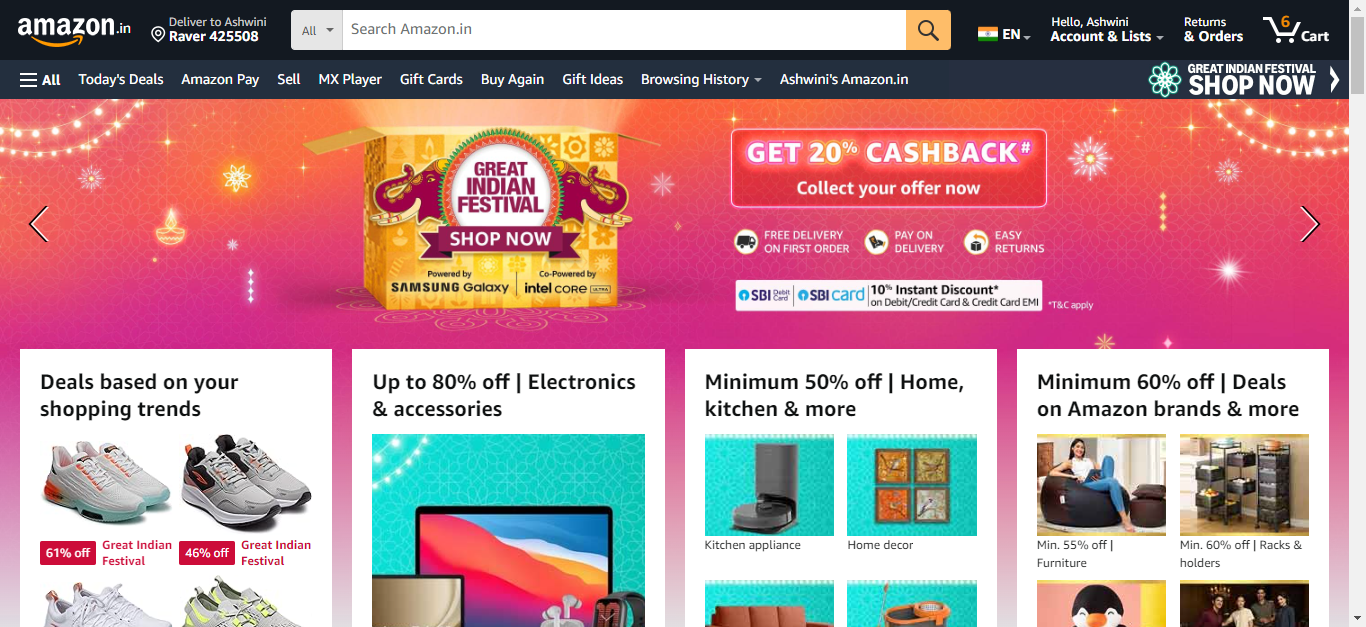 amazon.in
Deliver to Ashwini
Raver 425508
All
Search Amazon.in
EN
Hello, Ashwini
Account & Lists
Returns
& Orders
6
Cart
All
Today's Deals
Amazon Pay
Sell
MX Player
Gift Cards
Buy Again
Gift Ideas
Browsing History
Ashwini's Amazon.in
GREAT INDIAN FESTIVAL
SHOP NOW
GREAT
INDIAN
FESTIVAL
SHOP NOW
Powered by
SAMSUNG Galaxy
Co-Powered by
intel CORE ULTRA
GET 20% CASHBACK#
Collect your offer now
FREE DELIVERY
ON FIRST ORDER
PAY ON
DELIVERY
EASY
RETURNS
SBI Debit Card
SBI card
10% Instant Discount*
on Debit/Credit Card & Credit Card EMI
*T&C apply
Deals based on your
shopping trends
61% off
Great Indian
Festival
46% off
Great Indian
Festival
Up to 80% off | Electronics
& accessories
Minimum 50% off | Home,
kitchen & more
Kitchen appliance
Home decor
Minimum 60% off | Deals
on Amazon brands & more
Min. 55% off |
Furniture
Min. 60% off | Racks &
holders